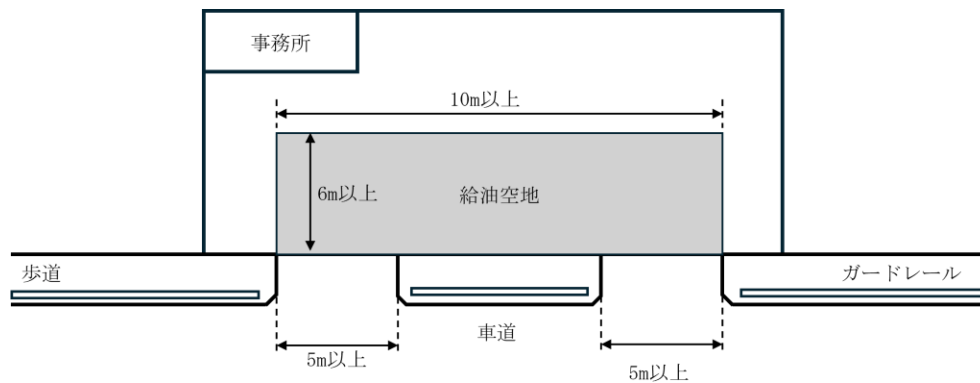 事務所
10m以上
6m以上
給油空地
歩道
ガードレール
車道
5m以上
5m以上